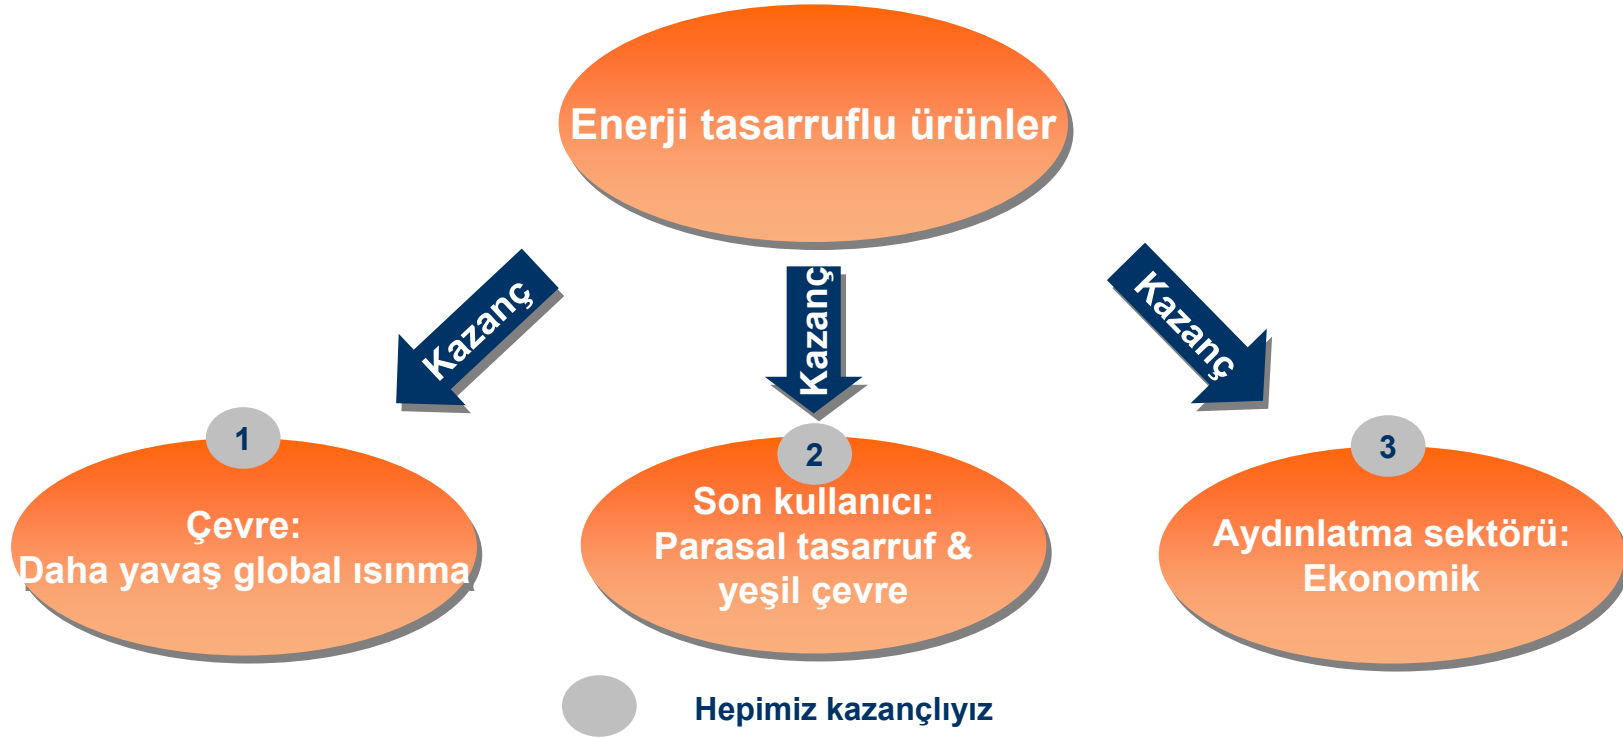 Enerji tasarruflu ürünler
Kazanç
Kazanç
Kazanç
1
Çevre:
Daha yavaş global ısınma
2
Son kullanıcı:
Parasal tasarruf &
yeşil çevre
3
Aydınlatma sektörü:
Ekonomik
Hepimiz kazançlıyız